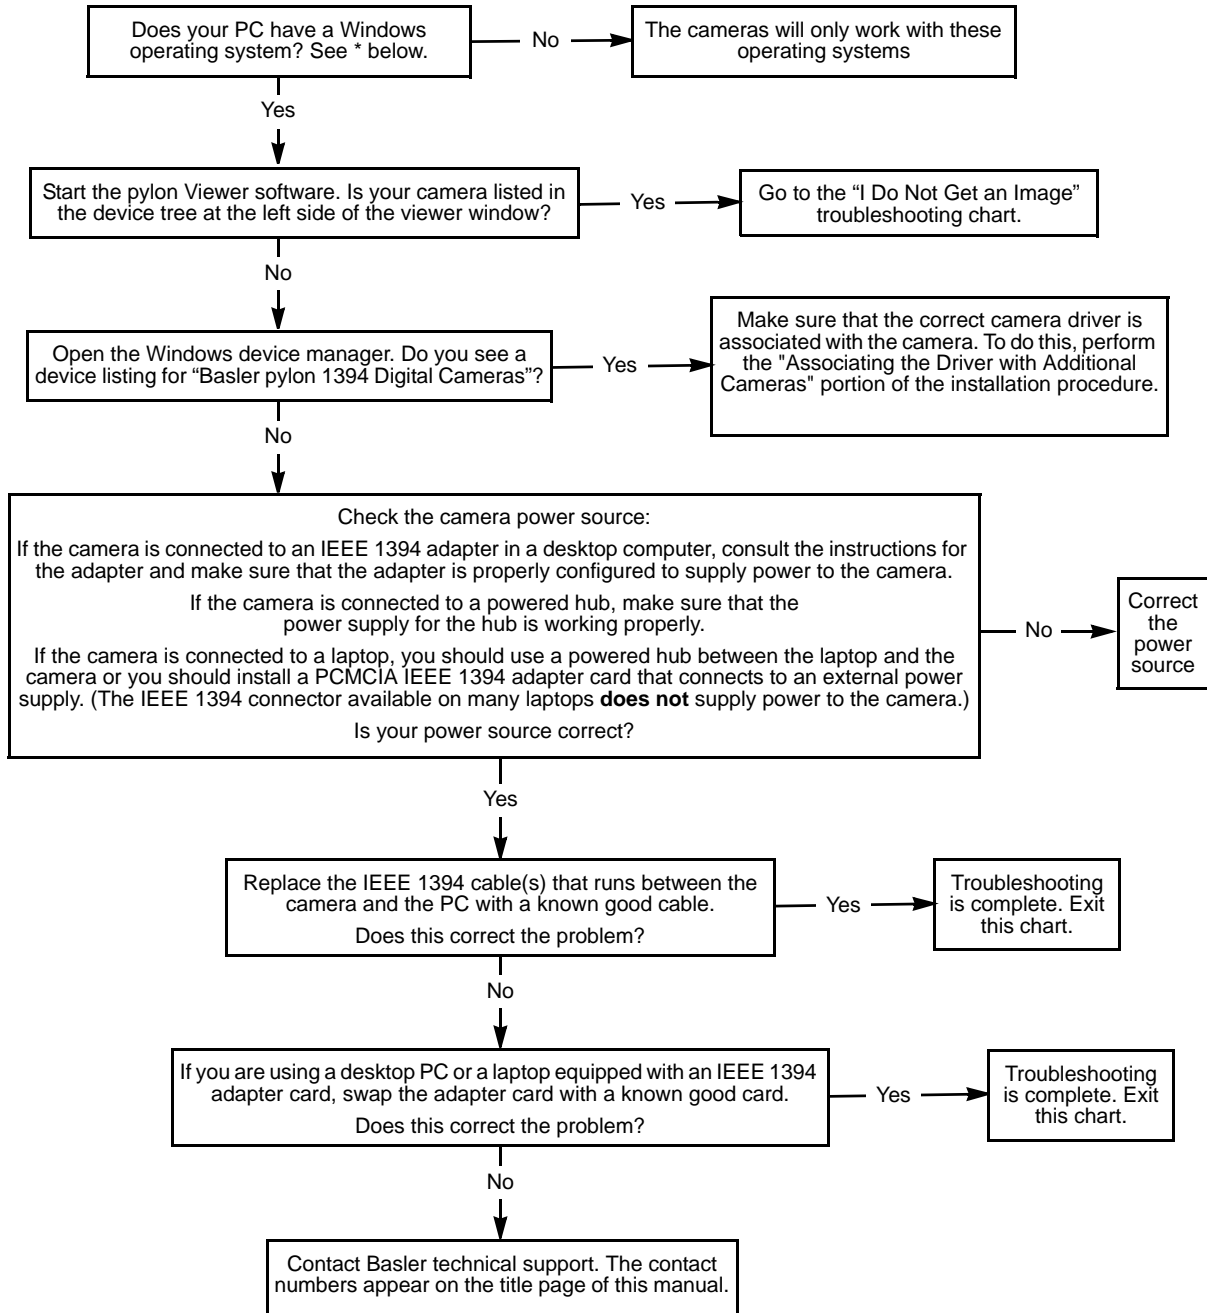 Does your PC have a Windows
operating system? See * below.
No
The cameras will only work with these
operating systems
Yes
Start the pylon Viewer software. Is your camera listed in
the device tree at the left side of the viewer window?
Yes
Go to the “I Do Not Get an Image”
troubleshooting chart.
No
Open the Windows device manager. Do you see a
device listing for “Basler pylon 1394 Digital Cameras”?
Yes
Make sure that the correct camera driver is
associated with the camera. To do this, perform
the "Associating the Driver with Additional
Cameras" portion of the installation procedure.
No
Check the camera power source:
If the camera is connected to an IEEE 1394 adapter in a desktop computer, consult the instructions for
the adapter and make sure that the adapter is properly configured to supply power to the camera.
If the camera is connected to a powered hub, make sure that the
power supply for the hub is working properly.
If the camera is connected to a laptop, you should use a powered hub between the laptop and the
camera or you should install a PCMCIA IEEE 1394 adapter card that connects to an external power
supply. (The IEEE 1394 connector available on many laptops does not supply power to the camera.)
Is your power source correct?
No
Correct
the
power
source
Yes
Replace the IEEE 1394 cable(s) that runs between the
camera and the PC with a known good cable.
Does this correct the problem?
Yes
Troubleshooting
is complete. Exit
this chart.
No
If you are using a desktop PC or a laptop equipped with an IEEE 1394
adapter card, swap the adapter card with a known good card.
Does this correct the problem?
Yes
Troubleshooting
is complete. Exit
this chart.
No
Contact Basler technical support. The contact
numbers appear on the title page of this manual.